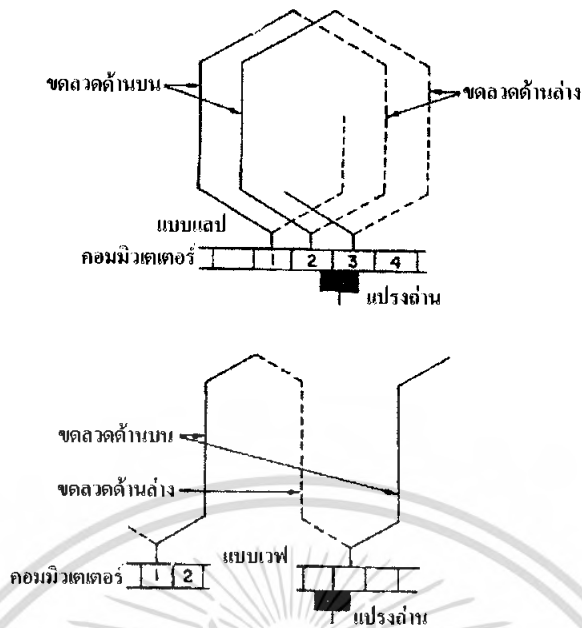 ขดลวดด้านบน
ขดลวดด้านล่าง
แบบแลป
คอมมิวเตเตอร์ 1 2 3 4
แปรงถ่าน
ขดลวดด้านบน
ขดลวดด้านล่าง
แบบเวฟ
คอมมิวเตเตอร์ 1 2
แปรงถ่าน